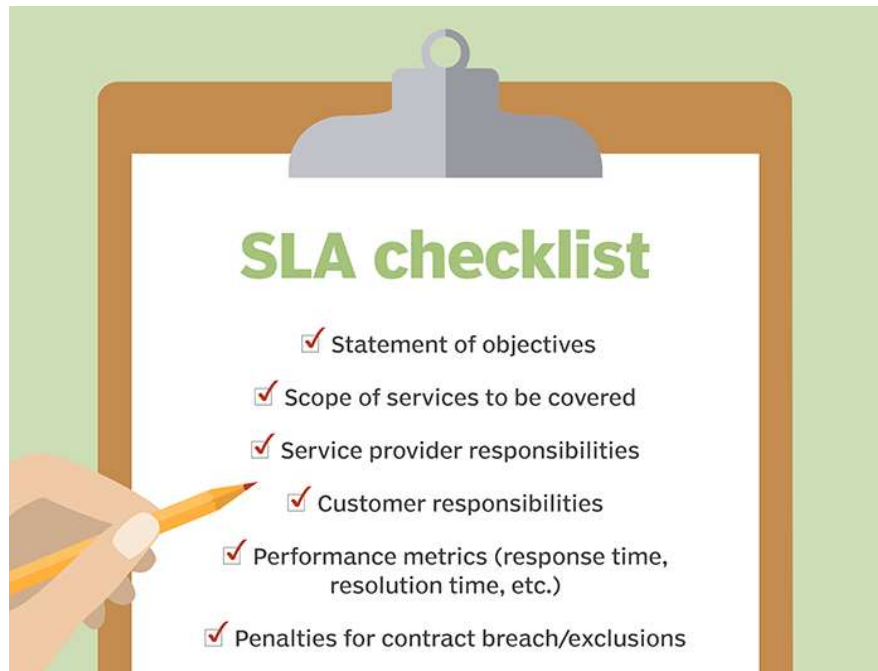 SLA checklist
Statement of objectives
Scope of services to be covered
Service provider responsibilities
Customer responsibilities
Performance metrics (response time,
resolution time, etc.)
Penalties for contract breach/exclusions